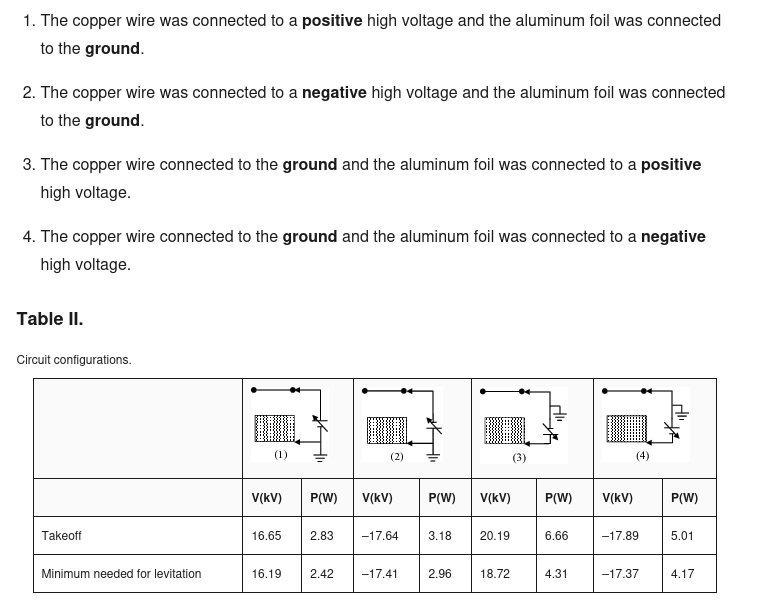 1. The copper wire was connected to a positive high voltage and the aluminum foil was connected
to the ground.
2. The copper wire was connected to a negative high voltage and the aluminum foil was connected
to the ground.
3. The copper wire connected to the ground and the aluminum foil was connected to a positive
high voltage.
4. The copper wire connected to the ground and the aluminum foil was connected to a negative
high voltage.
Table II.
Circuit configurations.
(1) (2) (3) (4)
V(kV) P(W) V(kV) P(W) V(kV) P(W) V(kV) P(W)
Takeoff 16.65 2.83 –17.64 3.18 20.19 6.66 –17.89 5.01
Minimum needed for levitation 16.19 2.42 –17.41 2.96 18.72 4.31 –17.37 4.17